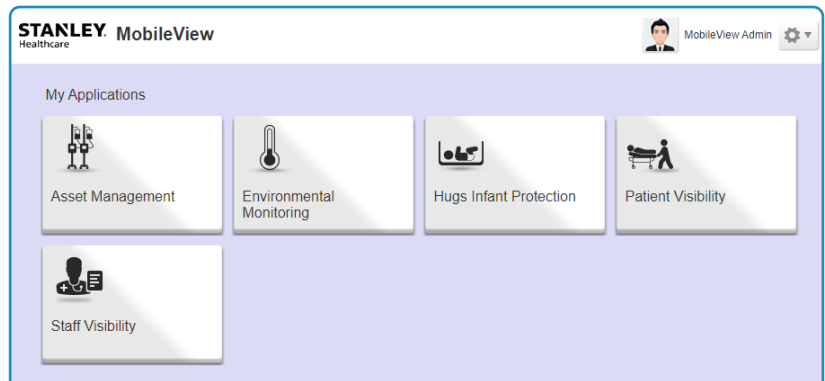 STANLEY.
Healthcare
MobileView
MobileView Admin
My Applications
Asset Management
Environmental
Monitoring
Hugs Infant Protection
Patient Visibility
Staff Visibility